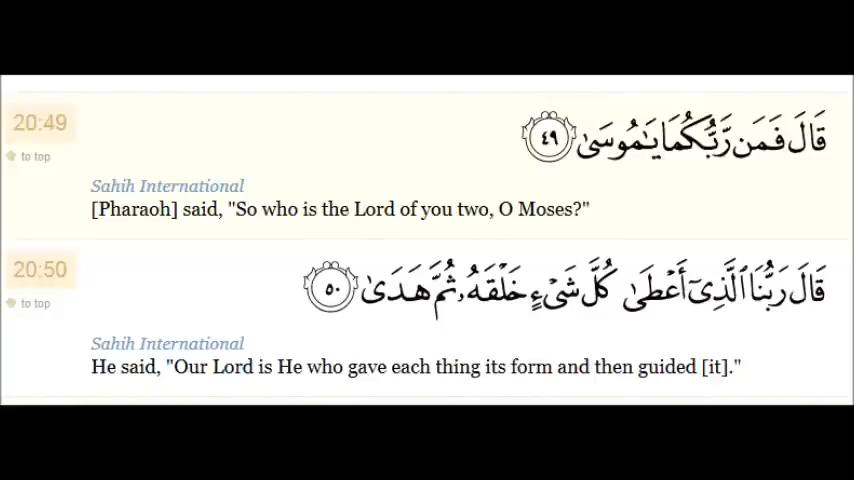 20:49
قَالَ فَمَن رَّبُّكُمَا يَـٰمُوسَىٰ ٤٩
to top
Sahih International
[Pharaoh] said, "So who is the Lord of you two, O Moses?"
20:50
قَالَ رَبُّنَا ٱلَّذِىٓ أَعْطَىٰ كُلَّ شَىْءٍ خَلْقَهُۥ ثُمَّ هَدَىٰ ٥٠
to top
Sahih International
He said, "Our Lord is He who gave each thing its form and then guided [it]."